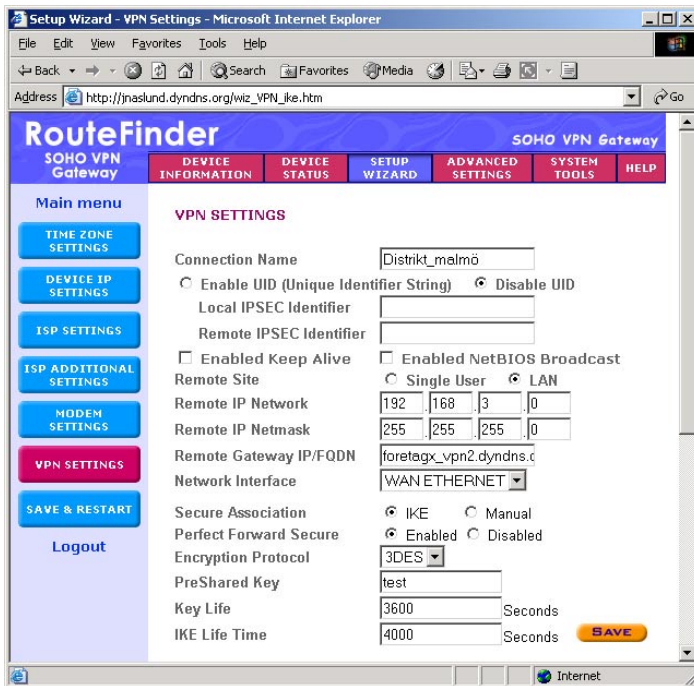 Setup Wizard - VPN Settings - Microsoft Internet Explorer
File Edit View Favorites Tools Help
Back Search Favorites Media
Address http://jnaslund.dyndns.org/wiz_VPN_ike.htm Go
RouteFinder
SOHO VPN Gateway
SOHO VPN
Gateway
DEVICE INFORMATION
DEVICE STATUS
SETUP WIZARD
ADVANCED SETTINGS
SYSTEM TOOLS
HELP
Main menu
TIME ZONE
SETTINGS
DEVICE IP
SETTINGS
ISP SETTINGS
ISP ADDITIONAL
SETTINGS
MODEM
SETTINGS
VPN SETTINGS
SAVE & RESTART
Logout
VPN SETTINGS
Connection Name Distrikt_malmö
Enable UID (Unique Identifier String) Disable UID
Local IPSEC Identifier
Remote IPSEC Identifier
Enabled Keep Alive Enabled NetBIOS Broadcast
Remote Site Single User LAN
Remote IP Network 192 .168 .3 .0
Remote IP Netmask 255 .255 .255 .0
Remote Gateway IP/FQDN foretagx_vpn2.dyndns.c
Network Interface WAN ETHERNET
Secure Association IKE Manual
Perfect Forward Secure Enabled Disabled
Encryption Protocol 3DES
PreShared Key test
Key Life 3600 Seconds
IKE Life Time 4000 Seconds SAVE
Internet